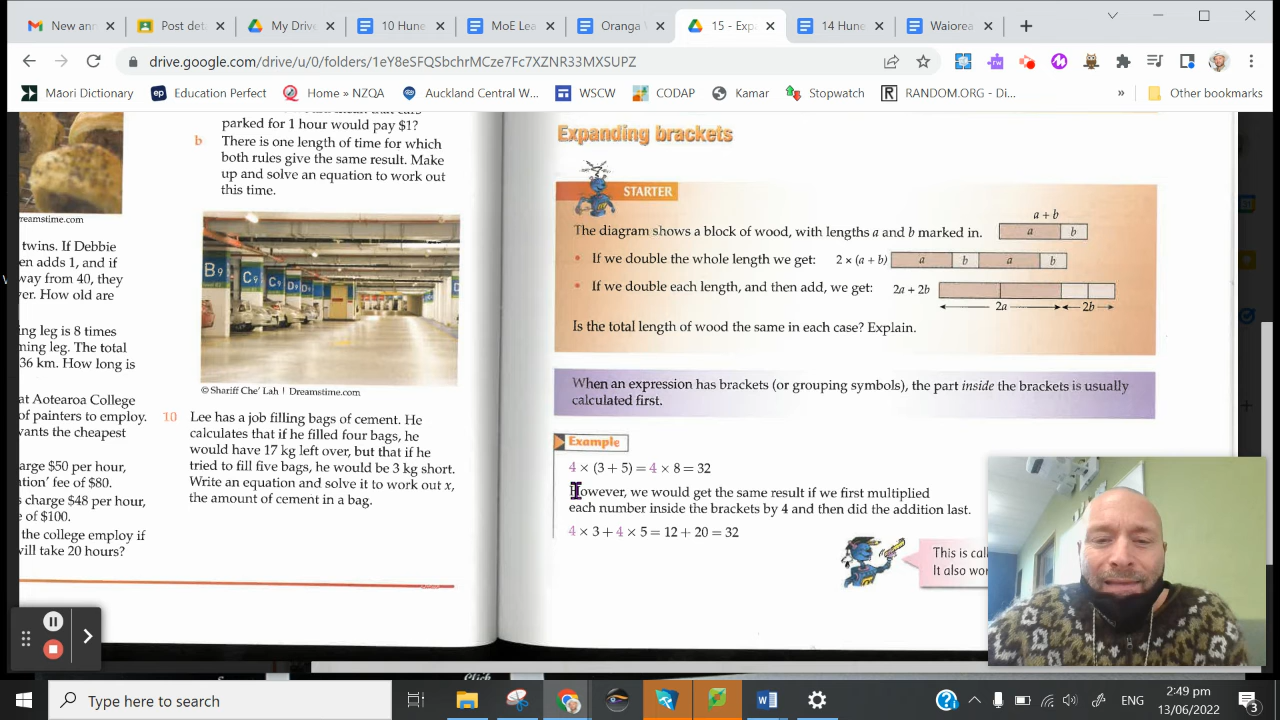 New ann
Post deta
My Drive
10 Hune
MoE Lea
Oranga
15 - Expa
14 Hune
Waiorea
drive.google.com/drive/u/0/folders/1eY8eSFQSbchrMCze7Fc7XZNR33MXSUPZ
Māori Dictionary
Education Perfect
Home » NZQA
Auckland Central W...
WSCW
CODAP
Kamar
Stopwatch
RANDOM.ORG - Di...
»
Other bookmarks
reamstime.com
twins. If Debbie
en adds 1, and if
way from 40, they
ver. How old are
ng leg is 8 times
ning leg. The total
36 km. How long is
at Aotearoa College
of painters to employ.
wants the cheapest
arge $50 per hour,
ation' fee of $80.
s charge $48 per hour,
e of $100.
the college employ if
will take 20 hours?
parked for 1 hour would pay $1?
b There is one length of time for which
both rules give the same result. Make
up and solve an equation to work out
this time.
B9 C9 C9 D9 D9
© Shariff Che' Lah | Dreamstime.com
10 Lee has a job filling bags of cement. He
calculates that if he filled four bags, he
would have 17 kg left over, but that if he
tried to fill five bags, he would be 3 kg short.
Write an equation and solve it to work out x,
the amount of cement in a bag.
Expanding brackets
STARTER
a + b
The diagram shows a block of wood, with lengths a and b marked in. a b
• If we double the whole length we get: 2 × (a + b) a b a b
• If we double each length, and then add, we get: 2a + 2b
2a 2b
Is the total length of wood the same in each case? Explain.
When an expression has brackets (or grouping symbols), the part inside the brackets is usually
calculated first.
Example
4 × (3 + 5) = 4 × 8 = 32
However, we would get the same result if we first multiplied
each number inside the brackets by 4 and then did the addition last.
4 × 3 + 4 × 5 = 12 + 20 = 32
This is cal
It also wor
Click
Type here to search
ENG
2:49 pm
13/06/2022
3